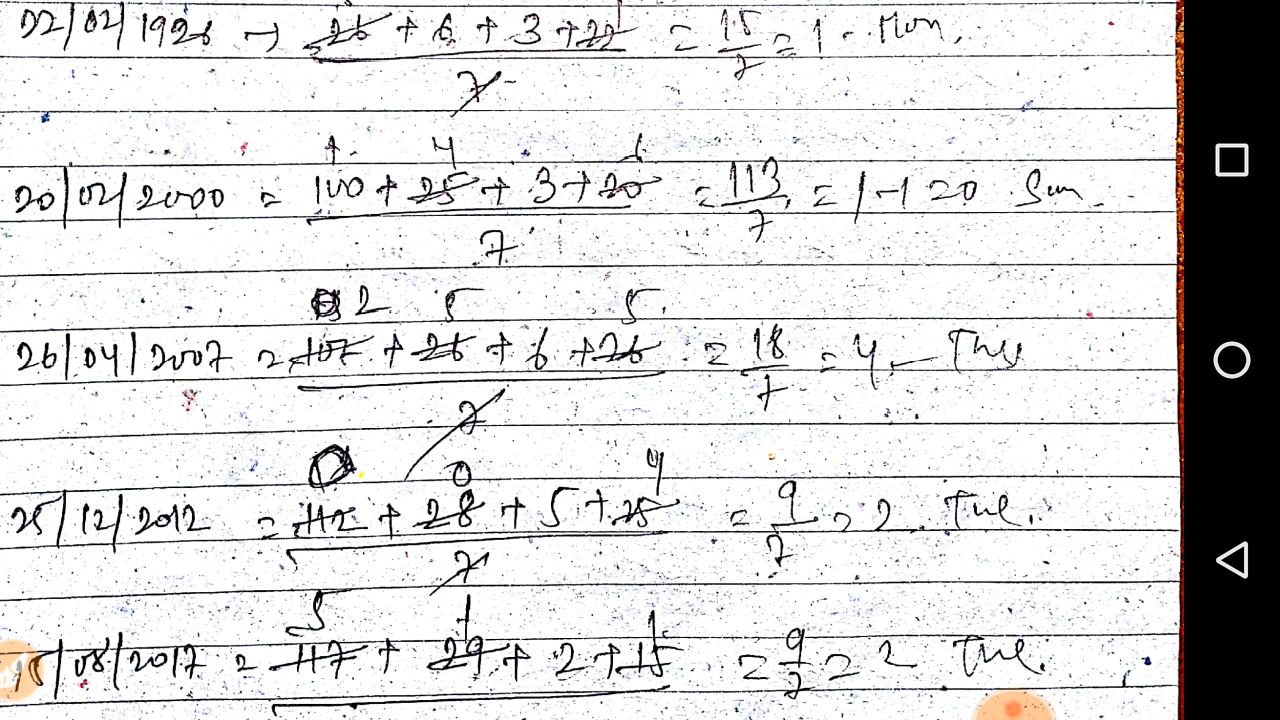 02/02/1926 → 26 + 6 + 3 + 22 = 15/7 = 1 - Mon.
7
1 4 6
20/02/2000 = 100 + 25 + 3 + 20 = 113/7 = 1 - 1 = 0 Sun
7
2 5 5
26/04/2007 = 107 + 26 + 6 + 26 = 18/7 = 4 - Thu
7
0 0 4
25/12/2012 = 112 + 28 + 5 + 25 = 9/7 = 2 Tue.
7
5 1 1
15/08/2017 = 117 + 29 + 2 + 15 = 9/7 = 2 Tue.